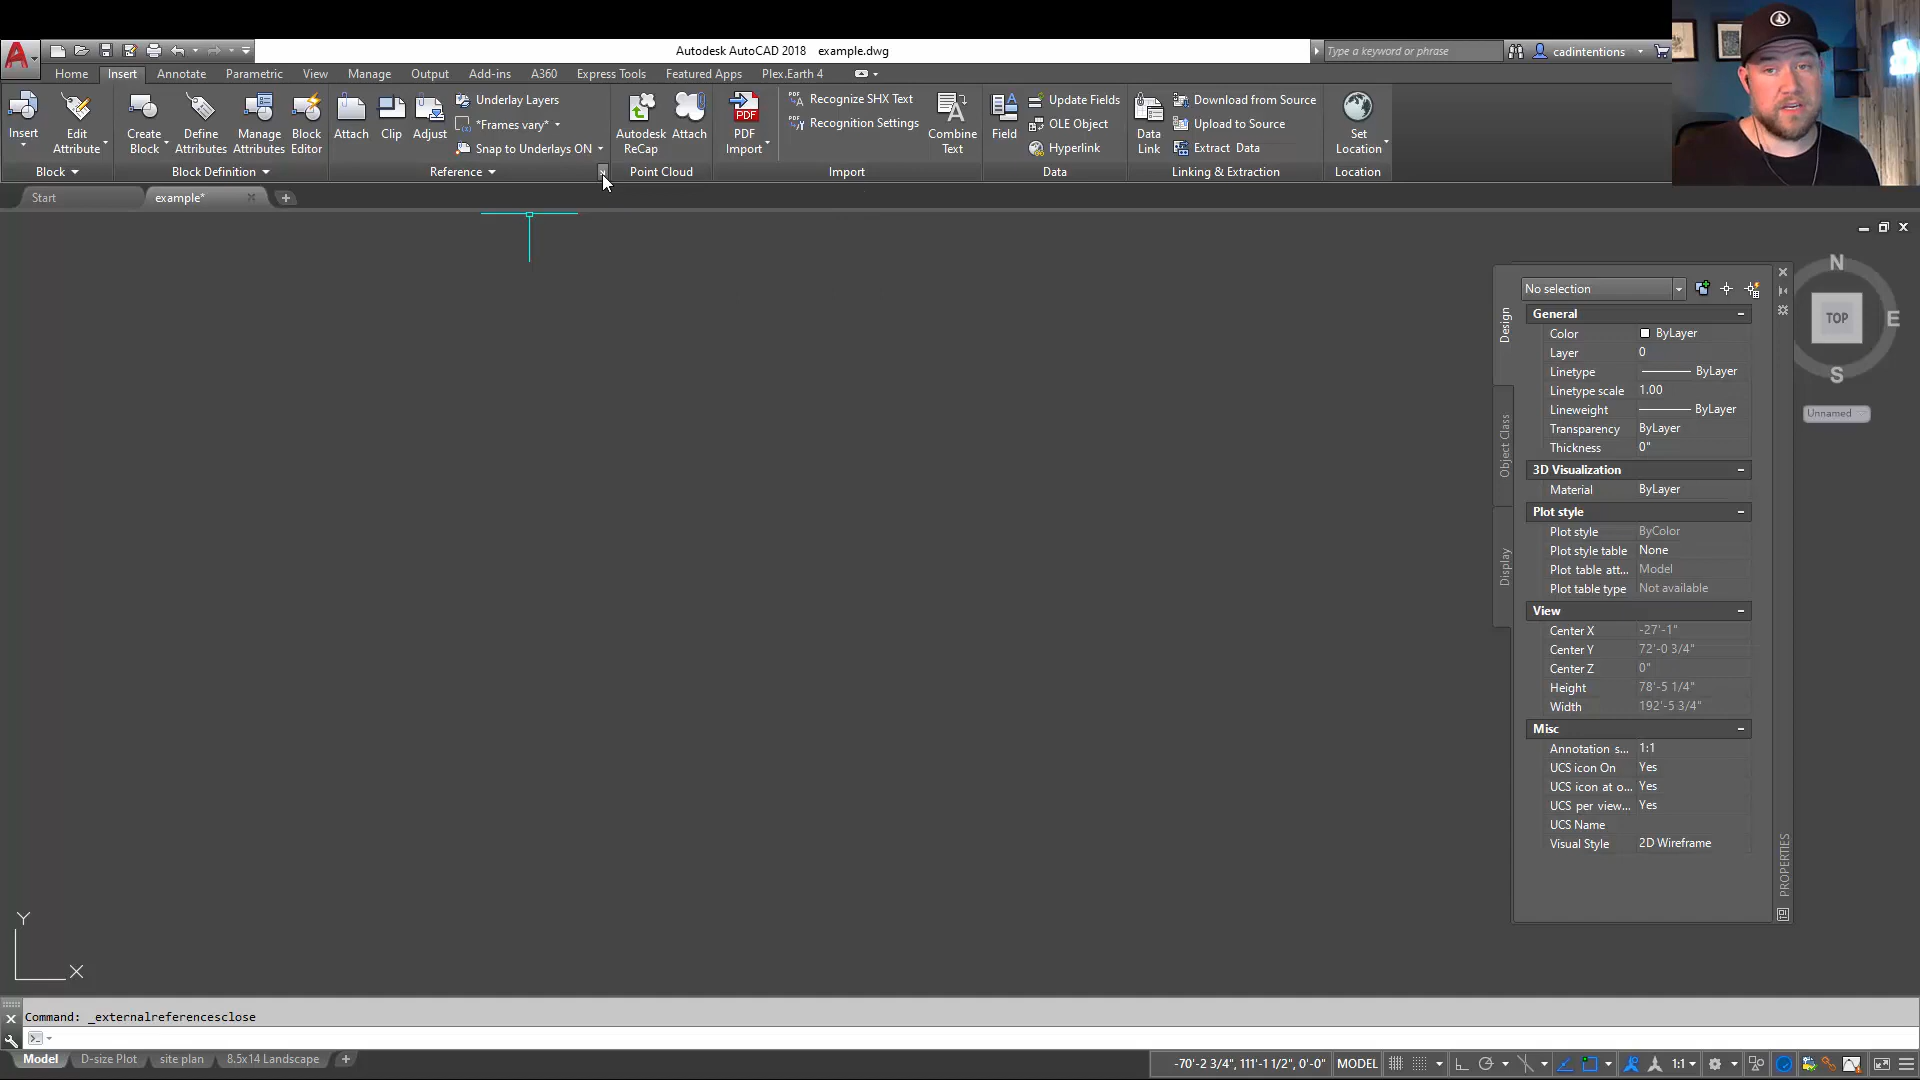 Autodesk AutoCAD 2018 example.dwg
Type a keyword or phrase
cadintentions
Home Insert Annotate Parametric View Manage Output Add-ins A360 Express Tools Featured Apps Plex.Earth 4
Insert
Edit Attribute
Create Block
Define Attributes
Manage Attributes
Block Editor
Attach
Clip
Adjust
Underlay Layers
*Frames vary*
Snap to Underlays ON
Autodesk ReCap
Attach
PDF Import
Recognize SHX Text
Recognition Settings
Combine Text
Field
Update Fields
OLE Object
Hyperlink
Data Link
Download from Source
Upload to Source
Extract Data
Set Location
Block
Block Definition
Reference
Point Cloud
Import
Data
Linking & Extraction
Location
Start
example*
N
TOP
E
S
Unnamed
Design
Object Class
Display
PROPERTIES
No selection
General
Color ByLayer
Layer 0
Linetype ByLayer
Linetype scale 1.00
Lineweight ByLayer
Transparency ByLayer
Thickness 0"
3D Visualization
Material ByLayer
Plot style
Plot style ByColor
Plot style table None
Plot table att... Model
Plot table type Not available
View
Center X -27'-1"
Center Y 72'-0 3/4"
Center Z 0"
Height 78'-5 1/4"
Width 192'-5 3/4"
Misc
Annotation s... 1:1
UCS icon On Yes
UCS icon at o... Yes
UCS per view... Yes
UCS Name
Visual Style 2D Wireframe
Y
X
Command: _externalreferencesclose
Model D-size Plot site plan 8.5x14 Landscape
-70'-2 3/4", 111'-1 1/2", 0'-0" MODEL 1:1